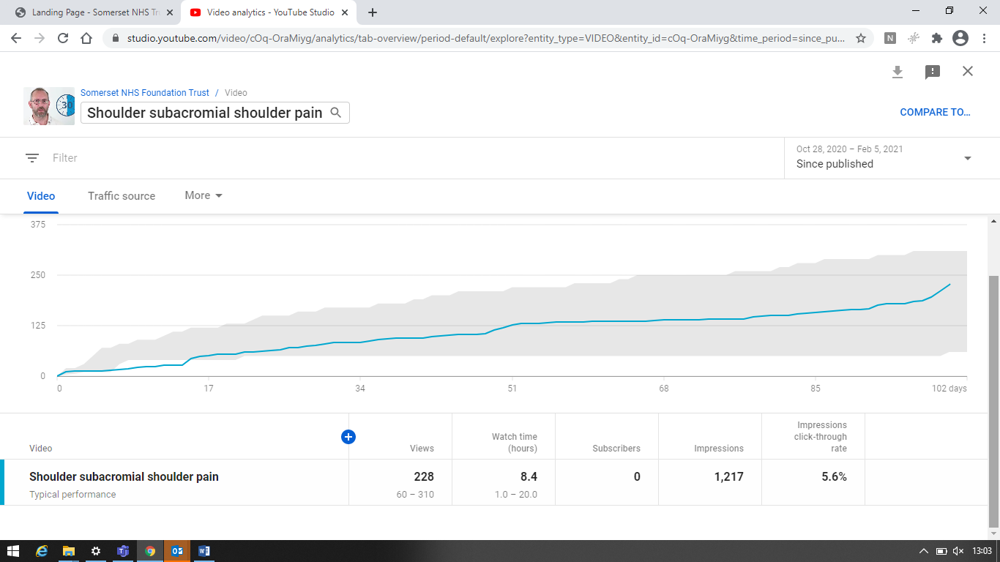 Landing Page - Somerset NHS Tr
Video analytics - YouTube Studio
studio.youtube.com/video/cOq-OraMiyg/analytics/tab-overview/period-default/explore?entity_type=VIDEO&entity_id=cOq-OraMiyg&time_period=since_pu...
N
30
Somerset NHS Foundation Trust / Video
Shoulder subacromial shoulder pain
COMPARE TO...
Filter
Oct 28, 2020 – Feb 5, 2021
Since published
Video Traffic source More
375
250
125
0
0 17 34 51 68 85 102 days
Video
Views
Watch time (hours)
Subscribers
Impressions
Impressions click-through rate
Shoulder subacromial shoulder pain 228 8.4 0 1,217 5.6%
Typical performance 60 – 310 1.0 – 20.0
13:03